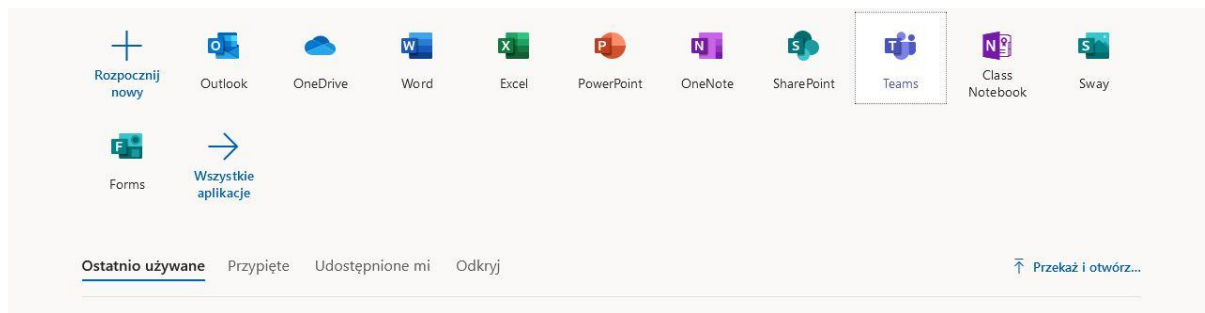 Rozpocznij nowy
Outlook
OneDrive
Word
Excel
PowerPoint
OneNote
SharePoint
Teams
Class Notebook
Sway
Forms
Wszystkie aplikacje
Ostatnio używane Przypięte Udostępnione mi Odkryj Przekaż i otwórz...